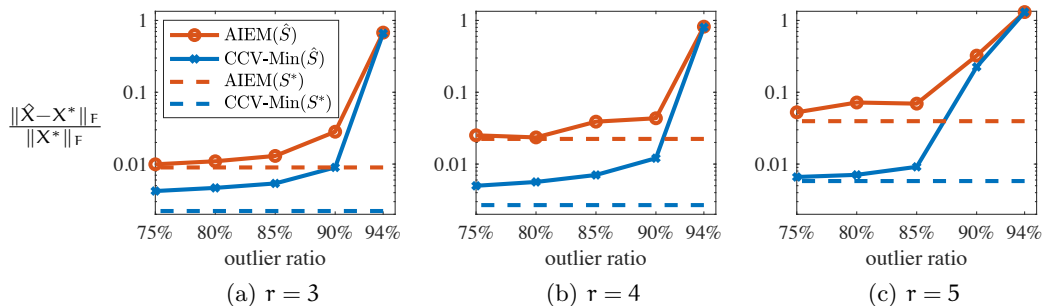 ‖X̂−X*‖_F
‖X*‖_F
1
0.1
0.01
AIEM(Ŝ)
CCV-Min(Ŝ)
AIEM(S*)
CCV-Min(S*)
75% 80% 85% 90% 94%
outlier ratio
(a) r = 3
1
0.1
0.01
75% 80% 85% 90% 94%
outlier ratio
(b) r = 4
1
0.1
0.01
75% 80% 85% 90% 94%
outlier ratio
(c) r = 5